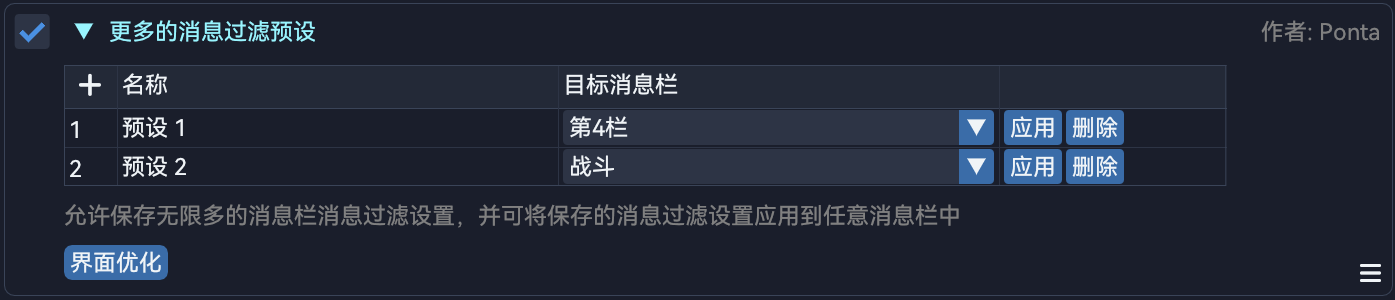 更多的消息过滤预设 作者: Ponta
名称 目标消息栏
1 预设 1 第4栏 应用 删除
2 预设 2 战斗 应用 删除
允许保存无限多的消息栏消息过滤设置，并可将保存的消息过滤设置应用到任意消息栏中
界面优化